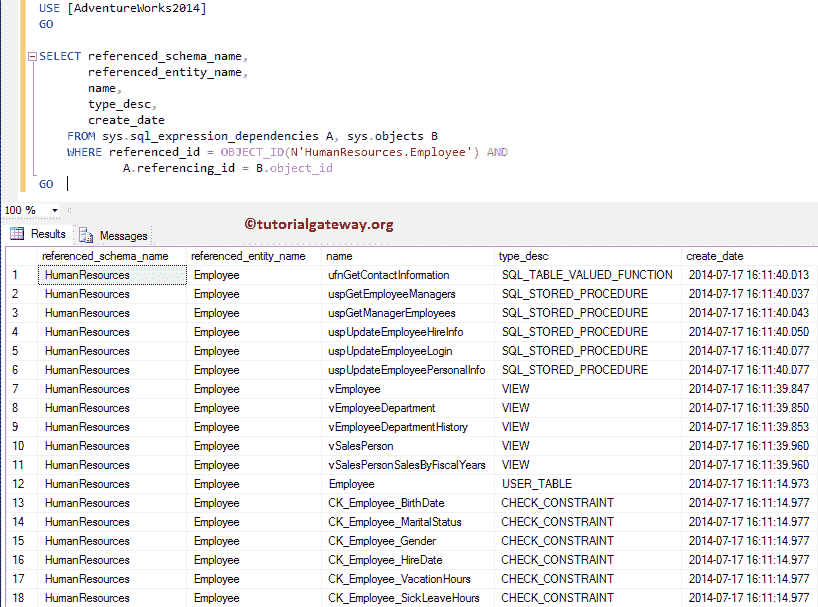 USE [AdventureWorks2014]
GO
SELECT referenced_schema_name,
referenced_entity_name,
name,
type_desc,
create_date
FROM sys.sql_expression_dependencies A, sys.objects B
WHERE referenced_id = OBJECT_ID(N'HumanResources.Employee') AND
A.referencing_id = B.object_id
GO
100 %
©tutorialgateway.org
Results Messages
referenced_schema_name referenced_entity_name name type_desc create_date
1 HumanResources Employee ufnGetContactInformation SQL_TABLE_VALUED_FUNCTION 2014-07-17 16:11:40.013
2 HumanResources Employee uspGetEmployeeManagers SQL_STORED_PROCEDURE 2014-07-17 16:11:40.037
3 HumanResources Employee uspGetManagerEmployees SQL_STORED_PROCEDURE 2014-07-17 16:11:40.043
4 HumanResources Employee uspUpdateEmployeeHireInfo SQL_STORED_PROCEDURE 2014-07-17 16:11:40.050
5 HumanResources Employee uspUpdateEmployeeLogin SQL_STORED_PROCEDURE 2014-07-17 16:11:40.077
6 HumanResources Employee uspUpdateEmployeePersonalInfo SQL_STORED_PROCEDURE 2014-07-17 16:11:40.077
7 HumanResources Employee vEmployee VIEW 2014-07-17 16:11:39.847
8 HumanResources Employee vEmployeeDepartment VIEW 2014-07-17 16:11:39.850
9 HumanResources Employee vEmployeeDepartmentHistory VIEW 2014-07-17 16:11:39.853
10 HumanResources Employee vSalesPerson VIEW 2014-07-17 16:11:39.960
11 HumanResources Employee vSalesPersonSalesByFiscalYears VIEW 2014-07-17 16:11:39.960
12 HumanResources Employee Employee USER_TABLE 2014-07-17 16:11:14.973
13 HumanResources Employee CK_Employee_BirthDate CHECK_CONSTRAINT 2014-07-17 16:11:14.977
14 HumanResources Employee CK_Employee_MaritalStatus CHECK_CONSTRAINT 2014-07-17 16:11:14.977
15 HumanResources Employee CK_Employee_Gender CHECK_CONSTRAINT 2014-07-17 16:11:14.977
16 HumanResources Employee CK_Employee_HireDate CHECK_CONSTRAINT 2014-07-17 16:11:14.977
17 HumanResources Employee CK_Employee_VacationHours CHECK_CONSTRAINT 2014-07-17 16:11:14.977
18 HumanResources Employee CK_Employee_SickLeaveHours CHECK_CONSTRAINT 2014-07-17 16:11:14.977